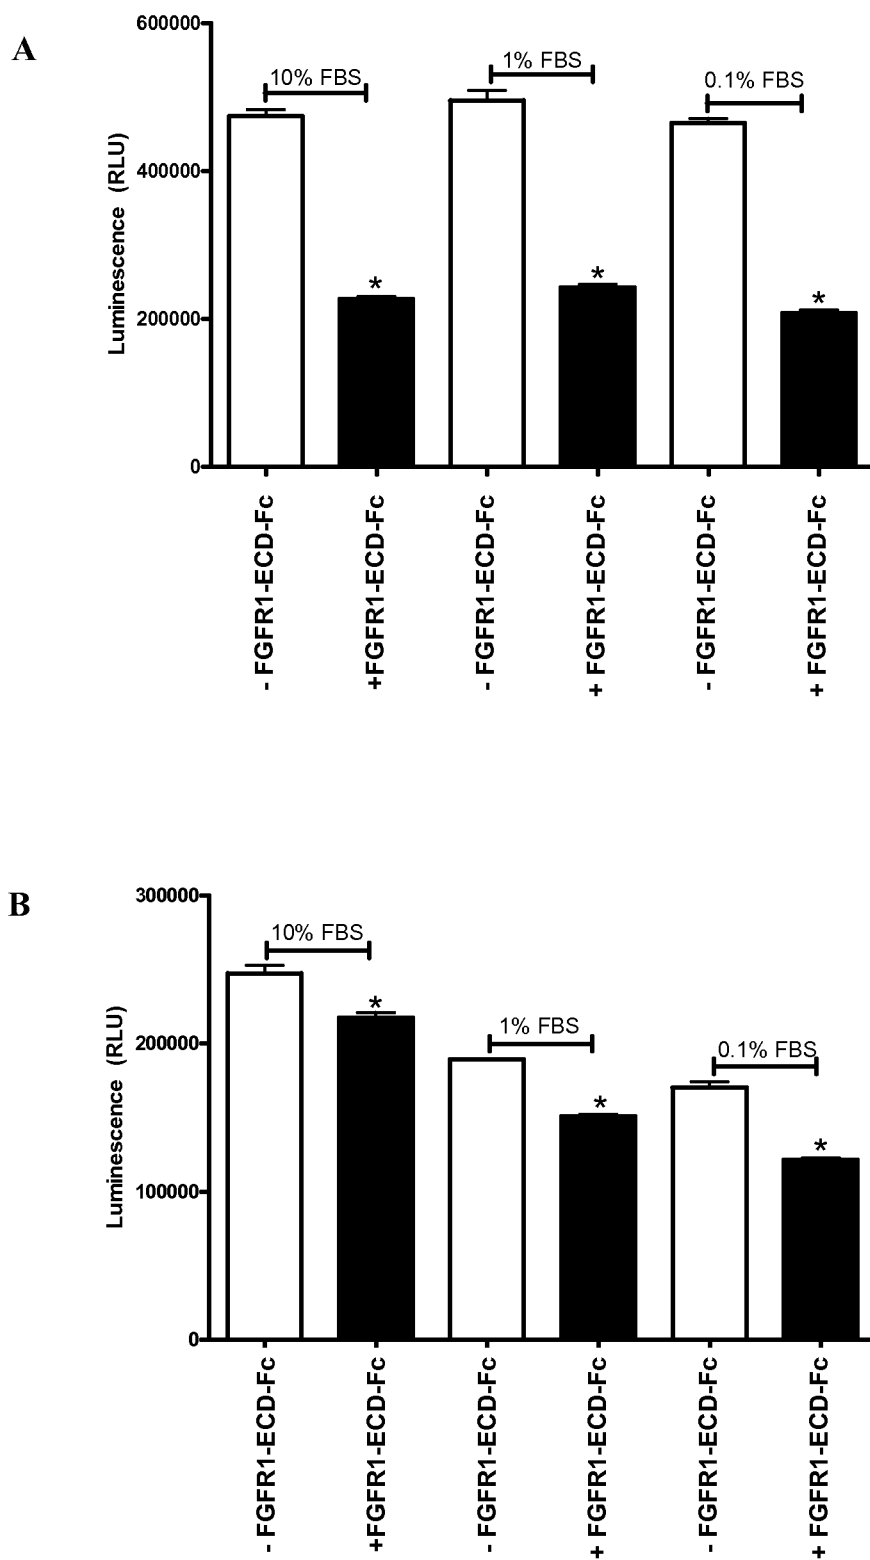 A
600000
400000
200000
0
Luminescence (RLU)
10% FBS
1% FBS
0.1% FBS
*
*
*
- FGFR1-ECD-Fc
+FGFR1-ECD-Fc
- FGFR1-ECD-Fc
+ FGFR1-ECD-Fc
- FGFR1-ECD-Fc
+ FGFR1-ECD-Fc
B
300000
200000
100000
0
Luminescence (RLU)
10% FBS
1% FBS
0.1% FBS
*
*
*
- FGFR1-ECD-Fc
+FGFR1-ECD-Fc
- FGFR1-ECD-Fc
+ FGFR1-ECD-Fc
- FGFR1-ECD-Fc
+ FGFR1-ECD-Fc